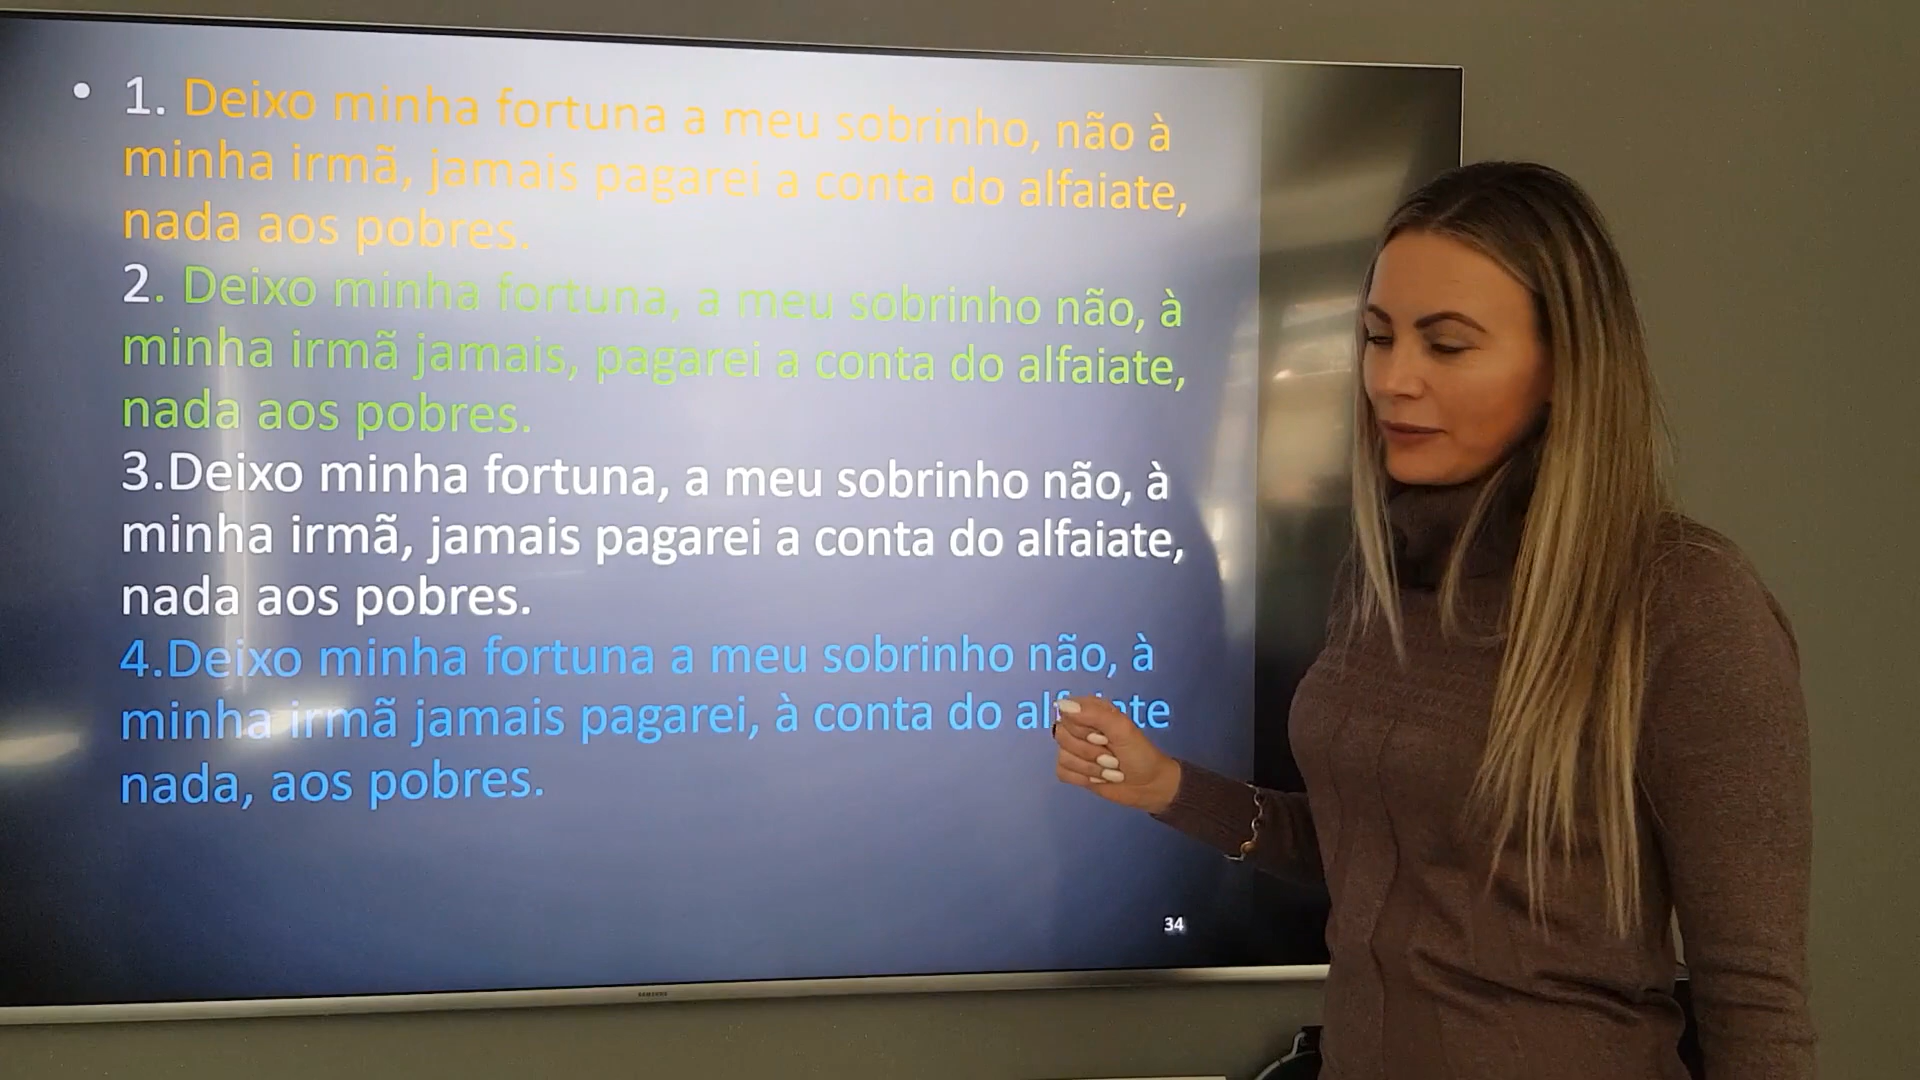 • 1. Deixo minha fortuna a meu sobrinho, não à
minha irmã, jamais pagarei a conta do alfaiate,
nada aos pobres.
2. Deixo minha fortuna, a meu sobrinho não, à
minha irmã jamais, pagarei a conta do alfaiate,
nada aos pobres.
3.Deixo minha fortuna, a meu sobrinho não, à
minha irmã, jamais pagarei a conta do alfaiate,
nada aos pobres.
4.Deixo minha fortuna a meu sobrinho não, à
minha irmã jamais pagarei, à conta do alfaiate
nada, aos pobres.
34
SAMSUNG